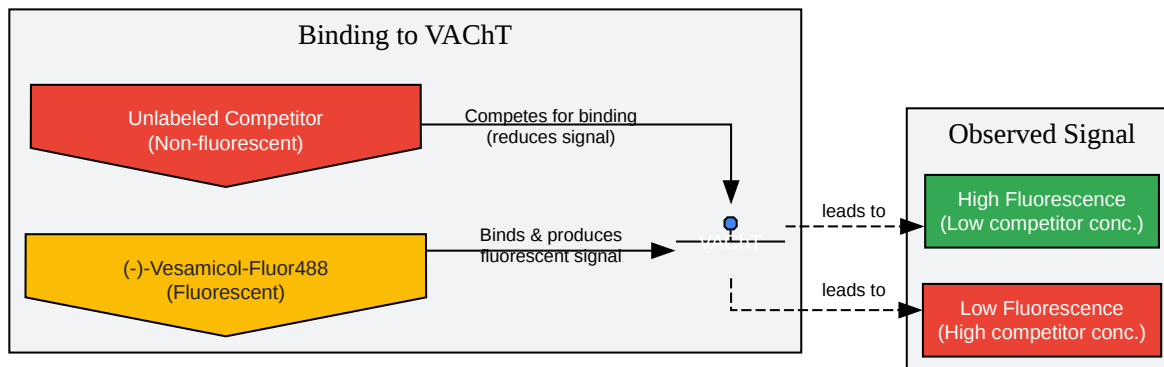 Binding to VAChT
Unlabeled Competitor
(Non-fluorescent)
Competes for binding
(reduces signal)
(-)-Vesamicol-Fluor488
(Fluorescent)
Binds & produces
fluorescent signal
VAChT
leads to
leads to
Observed Signal
High Fluorescence
(Low competitor conc.)
Low Fluorescence
(High competitor conc.)